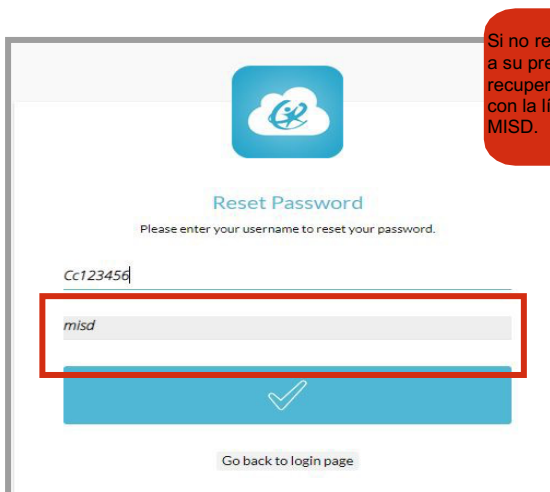 Si no re
a su pre
recuper
con la lí
MISD.
Reset Password
Please enter your username to reset your password.
Cc123456
misd
Go back to login page